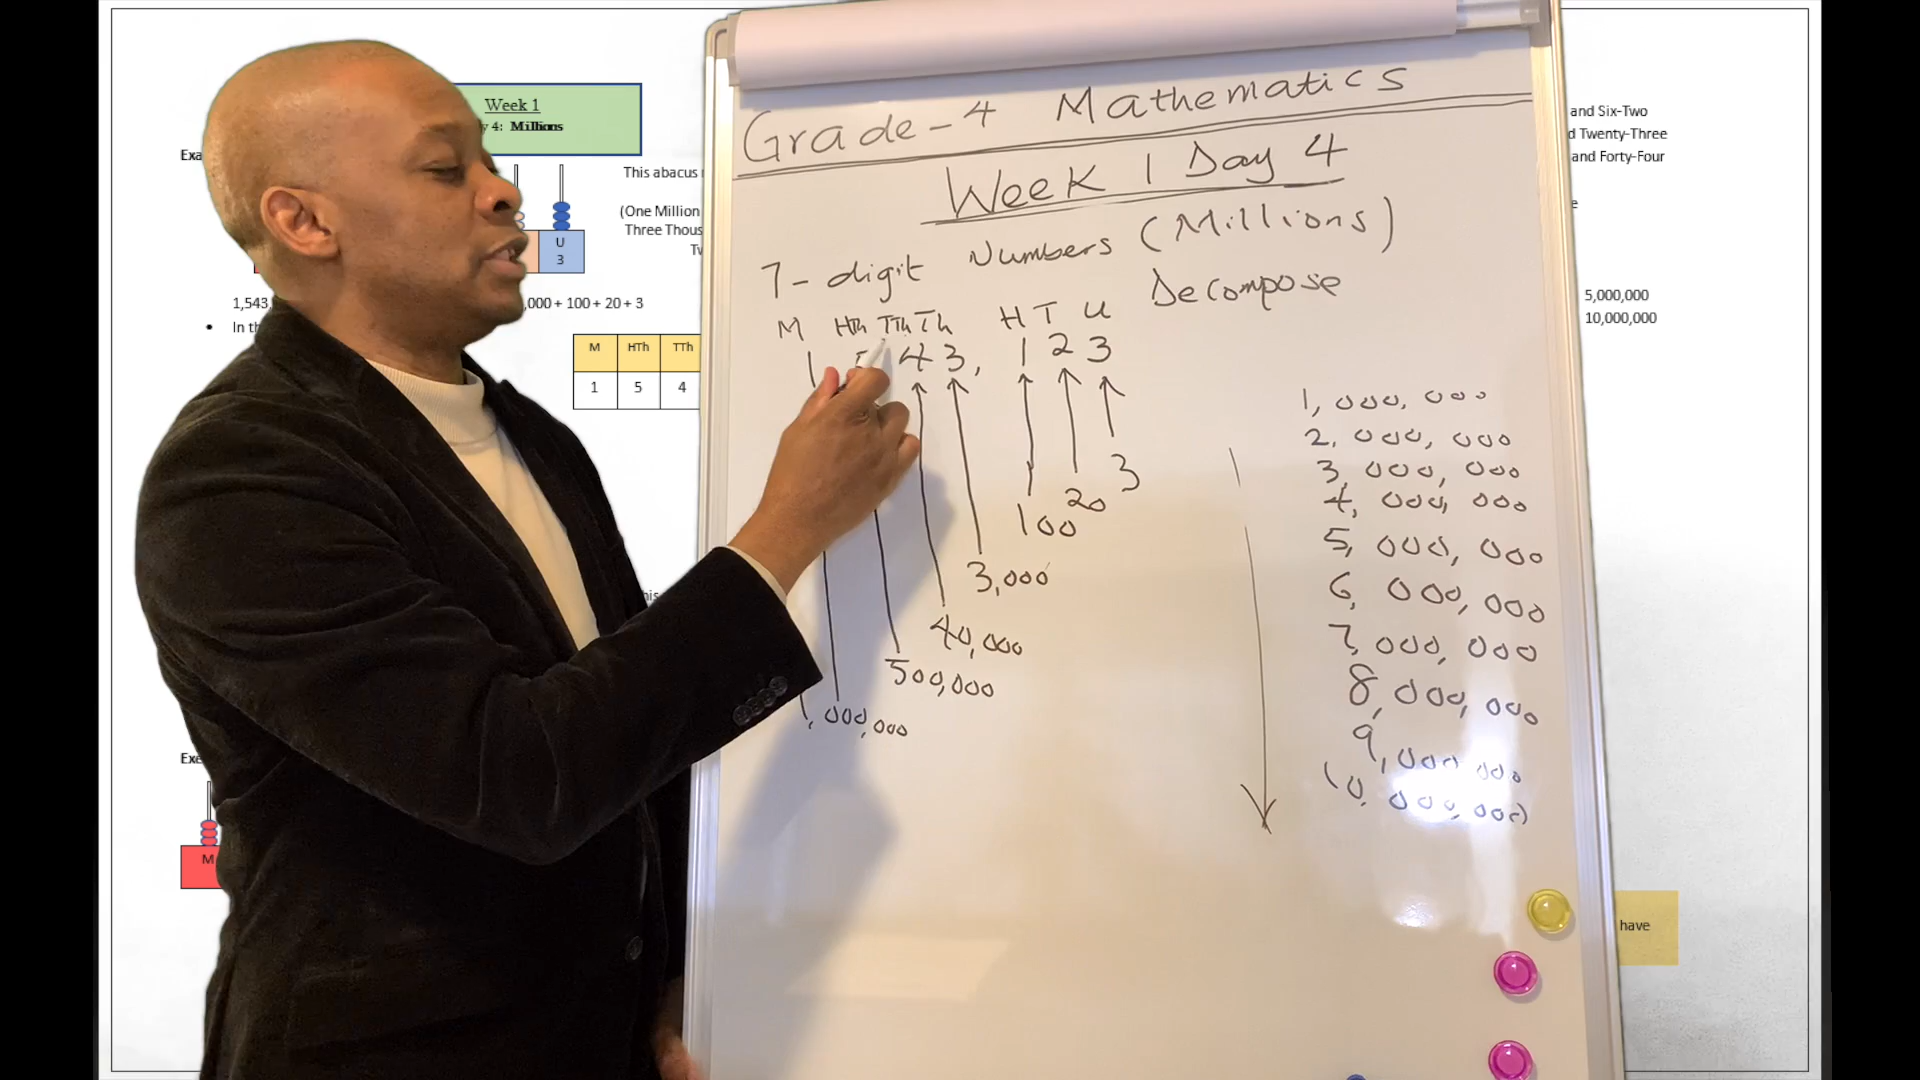 Week 1
y 4: Millions
Exa
This abacus
(One Million
Three Thous
Tw
U
3
1,543,
,000 + 100 + 20 + 3
In th
M HTh TTh
1 5 4
his
Exe
M
and Six-Two
d Twenty-Three
and Forty-Four
e
5,000,000
10,000,000
have
Grade-4 Mathematics
Week 1 Day 4
7-digit Numbers (Millions)
Decompose
M HTh TTh Th H T U
1 4 3, 1 2 3
3
20
100
3,000
40,000
500,000
1,000,000
1,000,000
2,000,000
3,000,000
4,000,000
5,000,000
6,000,000
7,000,000
8,000,000
9,000,000
10,000,000